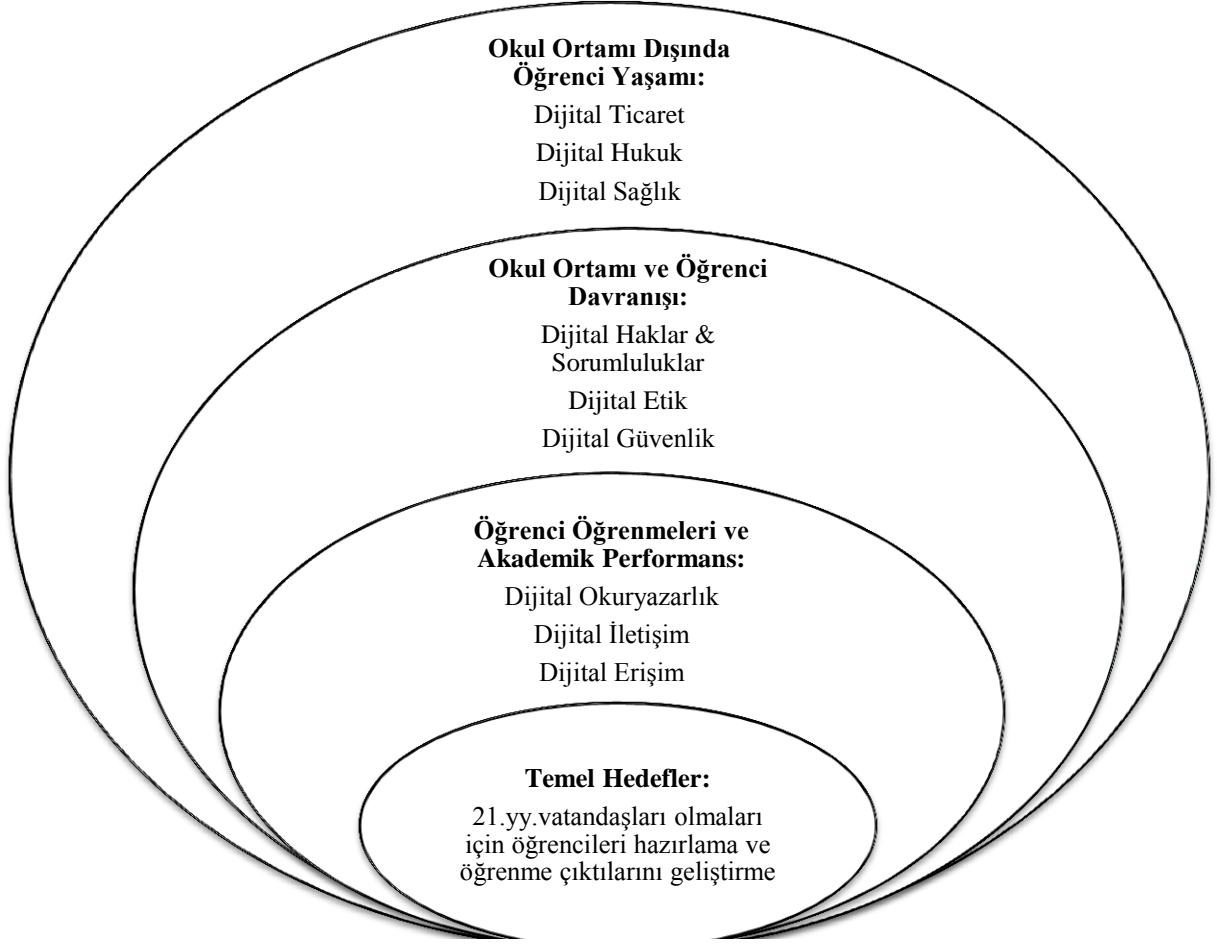 Okul Ortamı Dışında
Öğrenci Yaşamı:
Dijital Ticaret
Dijital Hukuk
Dijital Sağlık
Okul Ortamı ve Öğrenci
Davranışı:
Dijital Haklar &
Sorumluluklar
Dijital Etik
Dijital Güvenlik
Öğrenci Öğrenmeleri ve
Akademik Performans:
Dijital Okuryazarlık
Dijital İletişim
Dijital Erişim
Temel Hedefler:
21.yy.vatandaşları olmaları
için öğrencileri hazırlama ve
öğrenme çıktılarını geliştirme